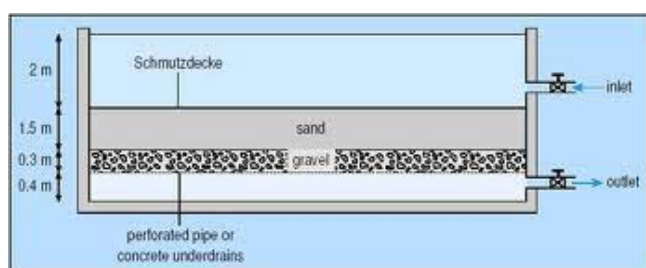 2 m
Schmutzdecke
inlet
1.5 m
sand
0.3 m
gravel
0.4 m
outlet
perforated pipe or
concrete underdrains